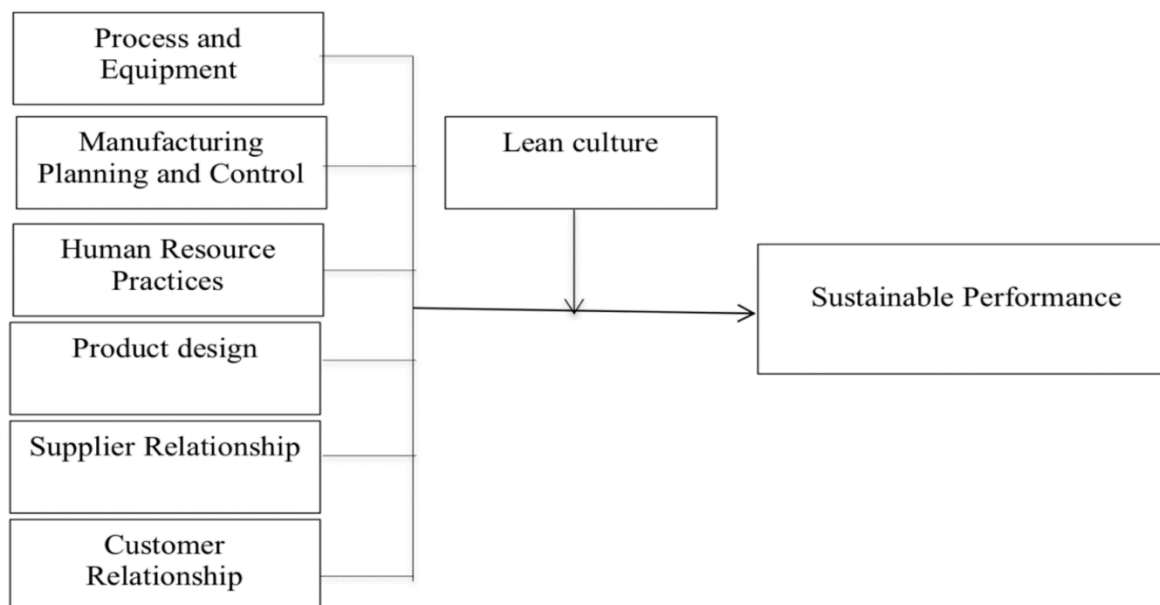 Process and
Equipment
Manufacturing
Planning and Control
Lean culture
Human Resource
Practices
Sustainable Performance
Product design
Supplier Relationship
Customer
Relationship